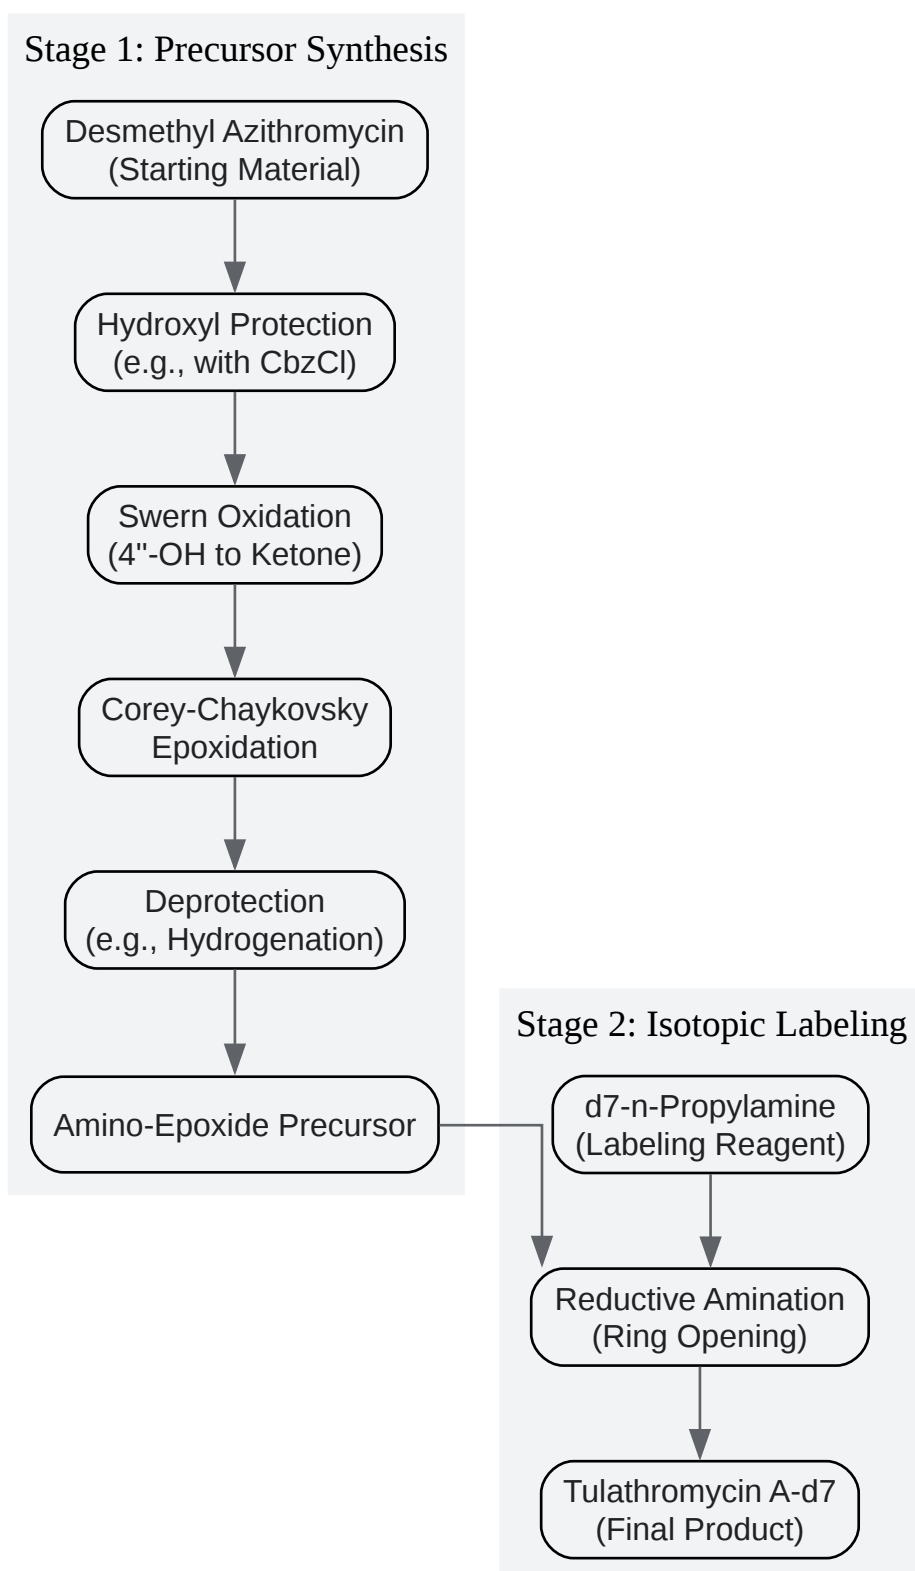 Stage 1: Precursor Synthesis
Desmethyl Azithromycin
(Starting Material)
Hydroxyl Protection
(e.g., with CbzCl)
Swern Oxidation
(4''-OH to Ketone)
Corey-Chaykovsky
Epoxidation
Deprotection
(e.g., Hydrogenation)
Amino-Epoxide Precursor
Stage 2: Isotopic Labeling
d7-n-Propylamine
(Labeling Reagent)
Reductive Amination
(Ring Opening)
Tulathromycin A-d7
(Final Product)